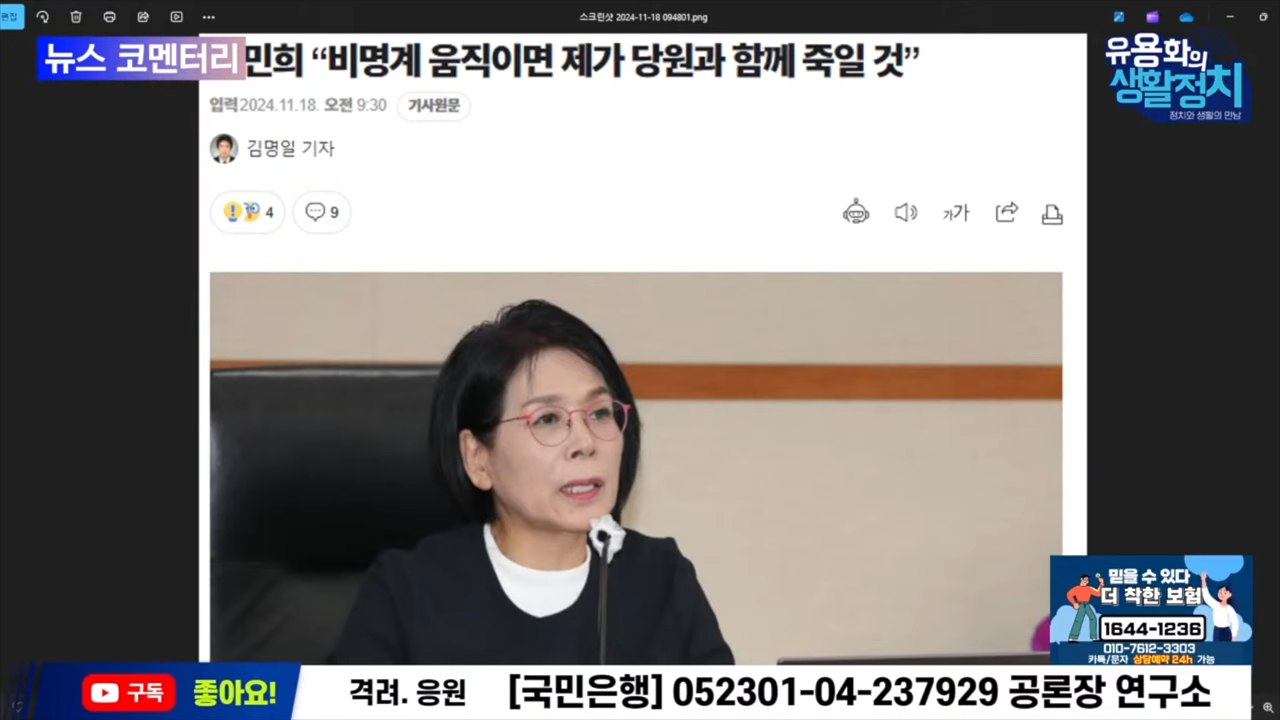 편집
스크린샷 2024-11-18 094801.png
뉴스 코멘터리
민희 “비명계 움직이면 제가 당원과 함께 죽일 것”
유용화의
생활정치
정치와 생활의 만남
입력2024.11.18. 오전 9:30
기사원문
김명일 기자
4
9
가가
믿을 수 있다
더 착한 보험
1644-1236
010-7612-3303
카톡/문자 상담예약 24h 가능
구독
좋아요!
격려. 응원 [국민은행] 052301-04-237929 공론장 연구소